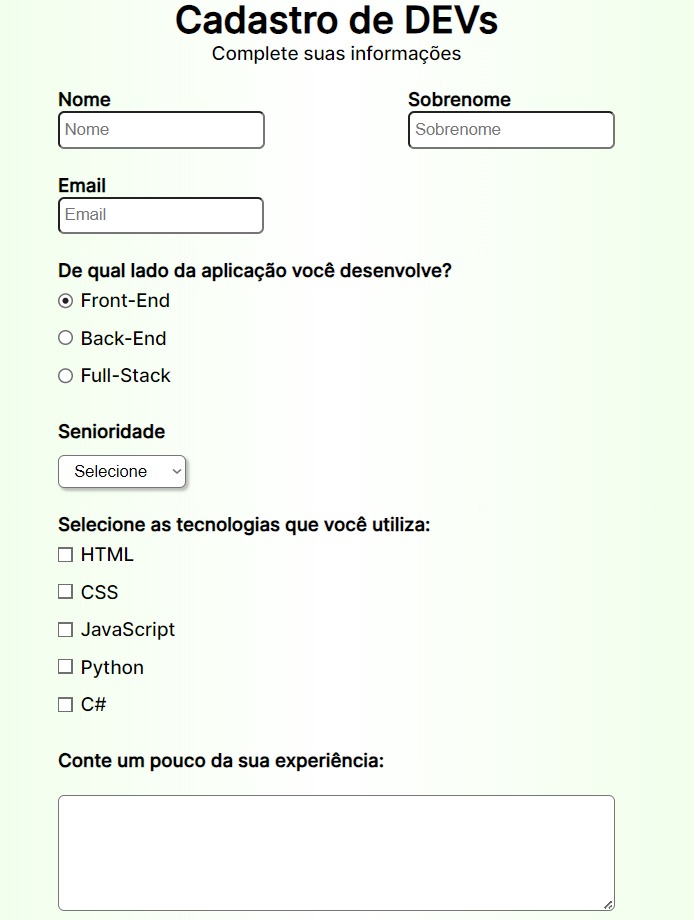 Cadastro de DEVs
Complete suas informações
Nome Sobrenome
Nome Sobrenome
Email
Email
De qual lado da aplicação você desenvolve?
Front-End
Back-End
Full-Stack
Senioridade
Selecione
Selecione as tecnologias que você utiliza:
HTML
CSS
JavaScript
Python
C#
Conte um pouco da sua experiência: